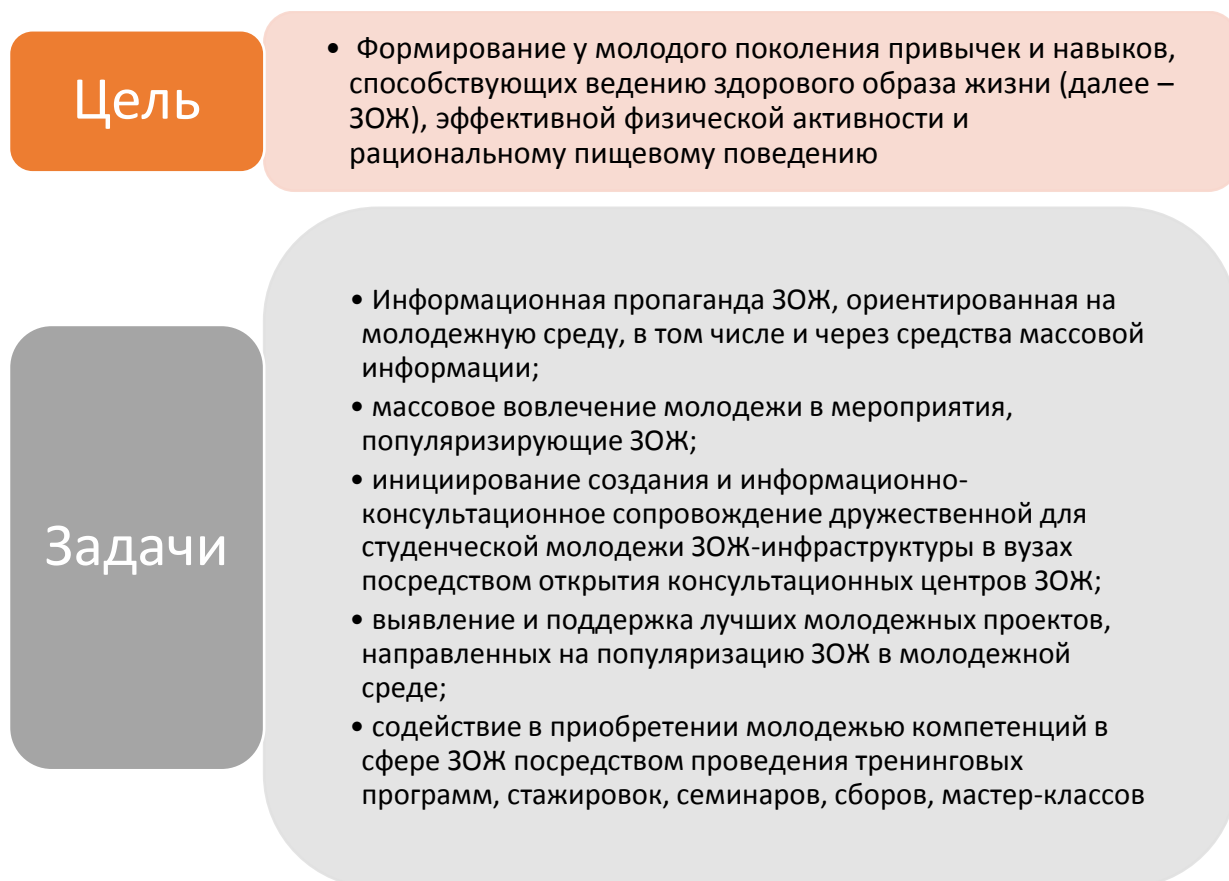 Цель
• Формирование у молодого поколения привычек и навыков,
способствующих ведению здорового образа жизни (далее –
ЗОЖ), эффективной физической активности и
рациональному пищевому поведению
Задачи
• Информационная пропаганда ЗОЖ, ориентированная на
молодежную среду, в том числе и через средства массовой
информации;
• массовое вовлечение молодежи в мероприятия,
популяризирующие ЗОЖ;
• инициирование создания и информационно-
консультационное сопровождение дружественной для
студенческой молодежи ЗОЖ-инфраструктуры в вузах
посредством открытия консультационных центров ЗОЖ;
• выявление и поддержка лучших молодежных проектов,
направленных на популяризацию ЗОЖ в молодежной
среде;
• содействие в приобретении молодежью компетенций в
сфере ЗОЖ посредством проведения тренинговых
программ, стажировок, семинаров, сборов, мастер-классов